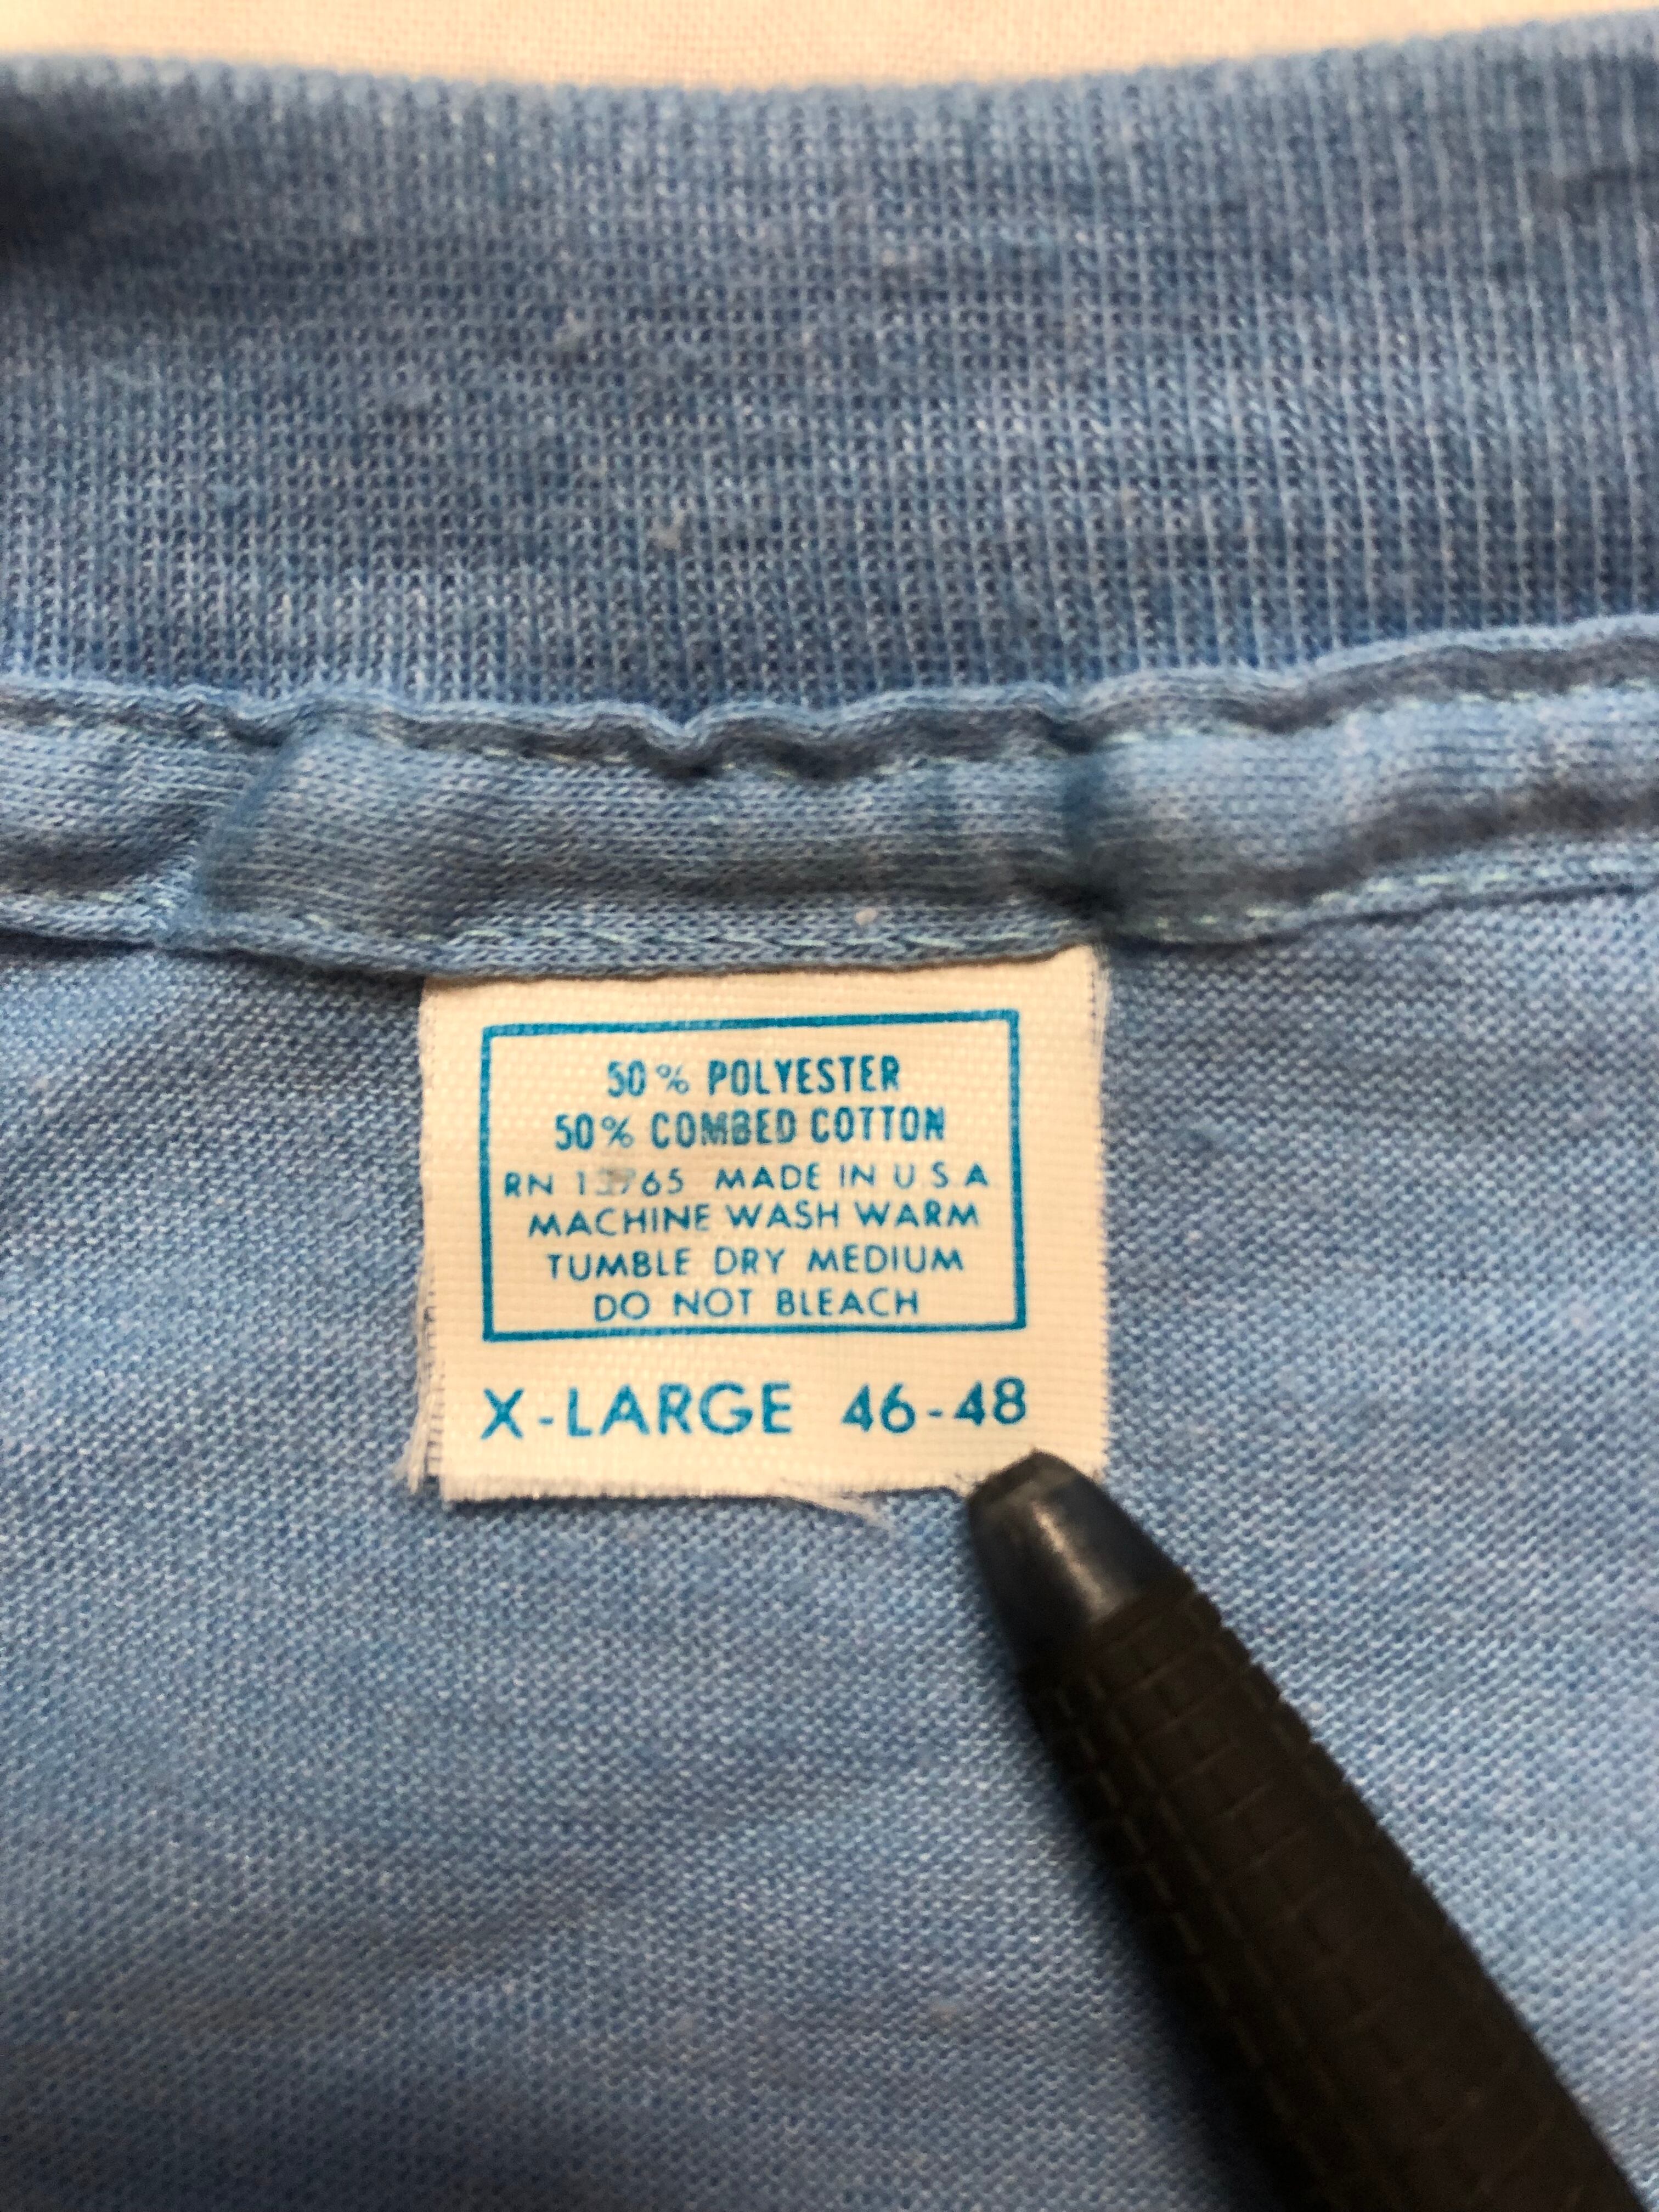 50% POLYESTER
50% COMBED COTTON
RN MADE IN U.S.A
MACHINE WASH WARM
TUMBLE DRY MEDIUM
DO NOT BLEACH
X-LARGE 46-48